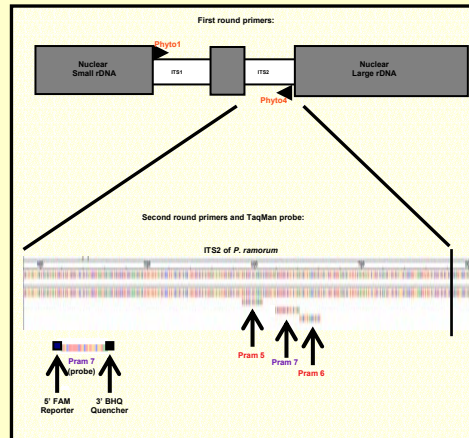 First round primers:
Phyto1
Nuclear
Small rDNA
ITS1
ITS2
Nuclear
Large rDNA
Phyto4
Second round primers and TaqMan probe:
ITS2 of P. ramorum
Pram 5
Pram 7
Pram 6
Pram 7
(probe)
5' FAM
Reporter
3' BHQ
Quencher